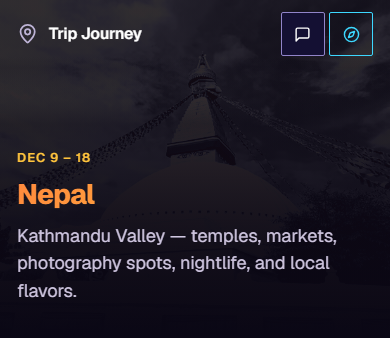 Trip Journey
DEC 9 – 18
Nepal
Kathmandu Valley — temples, markets,
photography spots, nightlife, and local
flavors.